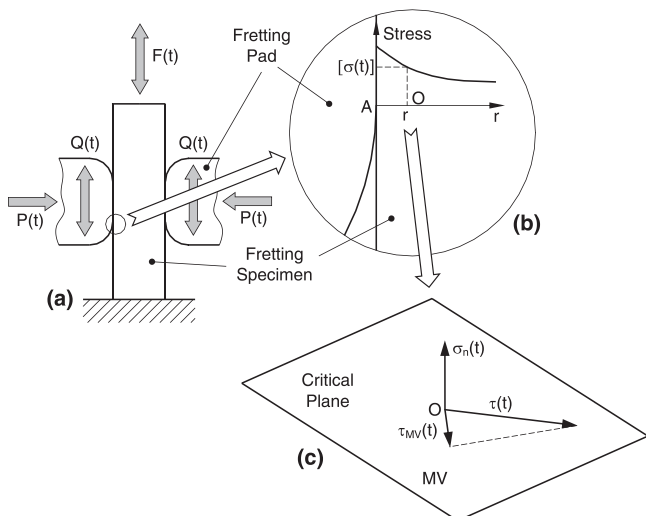 F(t)
Fretting
Pad
Stress
[σ(t)]
A
O
r
r
Q(t)
Q(t)
P(t)
P(t)
(b)
Fretting
Specimen
(a)
σn(t)
Critical
Plane
O
τ(t)
τMV(t)
(c)
MV